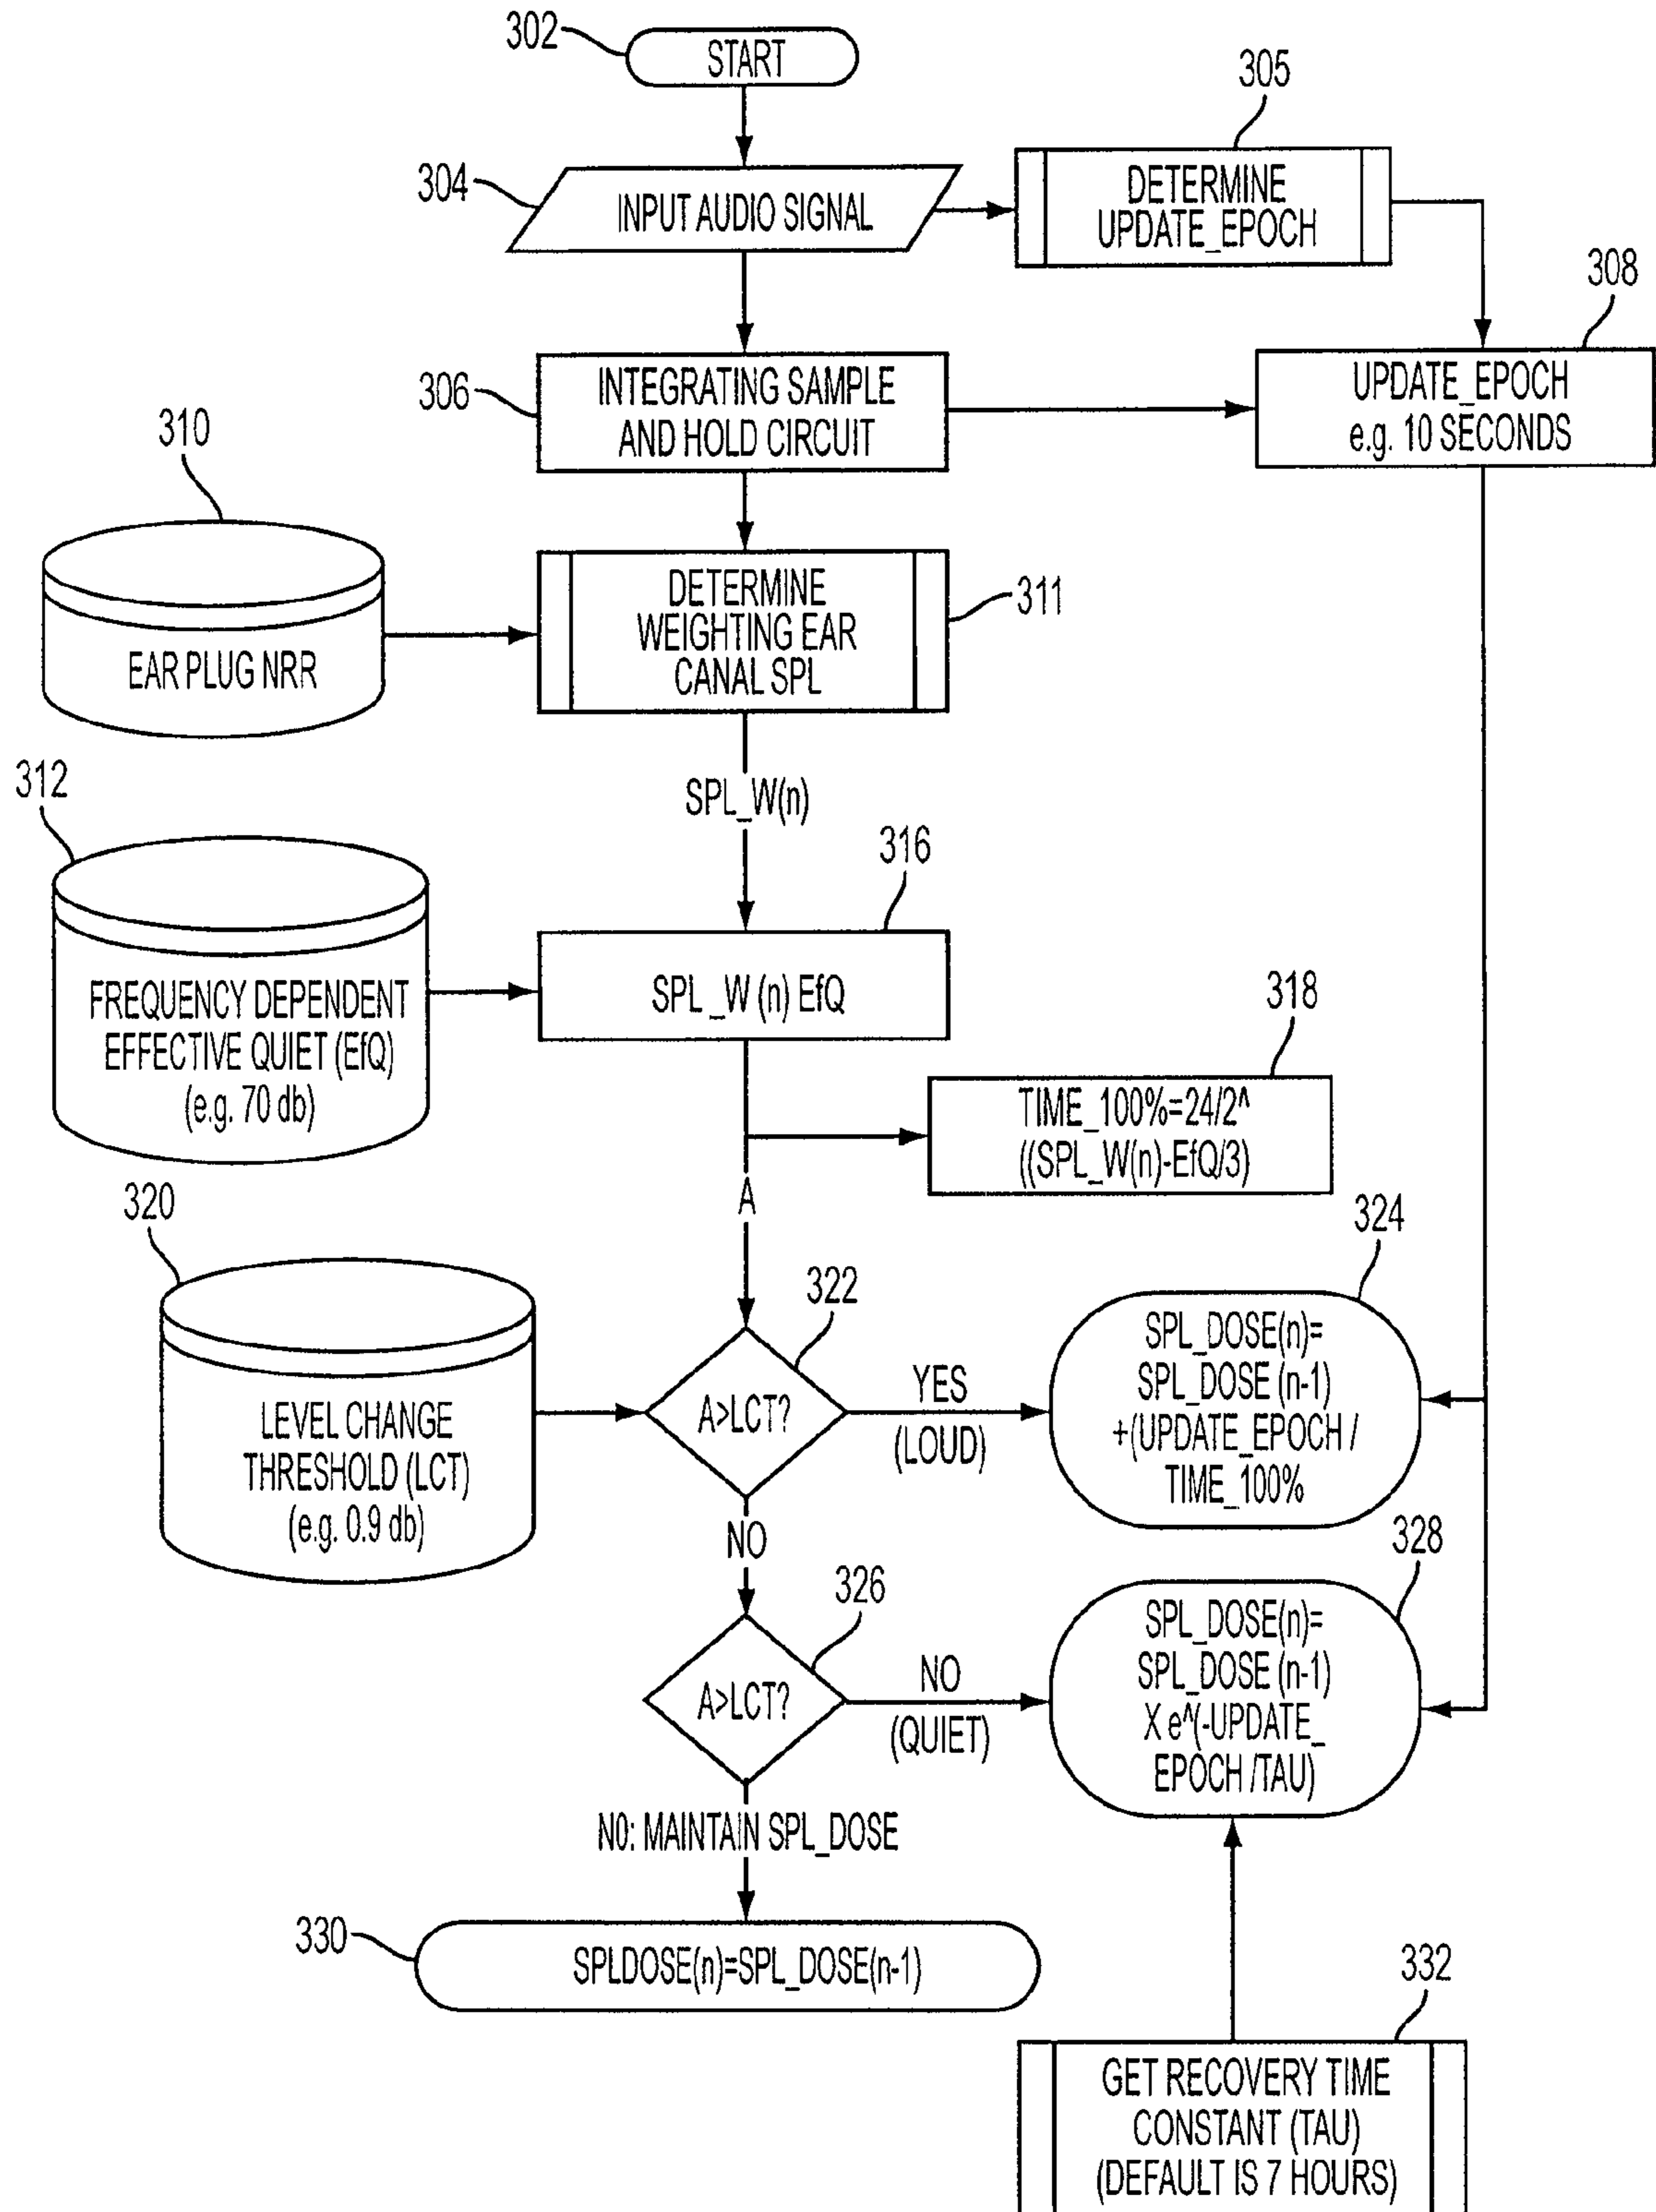 302
START
305
304
INPUT AUDIO SIGNAL
DETERMINE
UPDATE_EPOCH
308
306
INTEGRATING SAMPLE
AND HOLD CIRCUIT
UPDATE_EPOCH
e.g. 10 SECONDS
310
EAR PLUG NRR
DETERMINE
WEIGHTING EAR
CANAL SPL
311
SPL_W(n)
312
FREQUENCY DEPENDENT
EFFECTIVE QUIET (EfQ)
(e.g. 70 db)
316
SPL_W (n) EfQ
318
TIME_100%=24/2^
((SPL_W(n)-EfQ/3)
A
320
LEVEL CHANGE
THRESHOLD (LCT)
(e.g. 0.9 db)
322
A>LCT?
YES
(LOUD)
324
SPL_DOSE(n)=
SPL_DOSE (n-1)
+(UPDATE_EPOCH /
TIME_100%
NO
326
A>LCT?
NO
(QUIET)
328
SPL_DOSE(n)=
SPL_DOSE (n-1)
X e^(-UPDATE_
EPOCH /TAU)
N0: MAINTAIN SPL_DOSE
330
SPLDOSE(n)=SPL_DOSE(n-1)
332
GET RECOVERY TIME
CONSTANT (TAU)
(DEFAULT IS 7 HOURS)